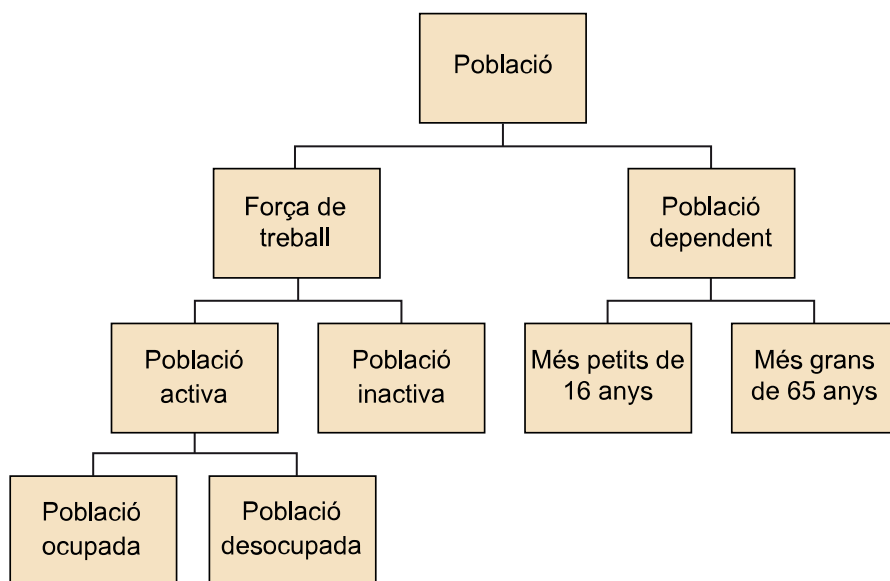 Població
Força de
treball
Població
dependent
Població
activa
Població
inactiva
Més petits de
16 anys
Més grans
de 65 anys
Població
ocupada
Població
desocupada